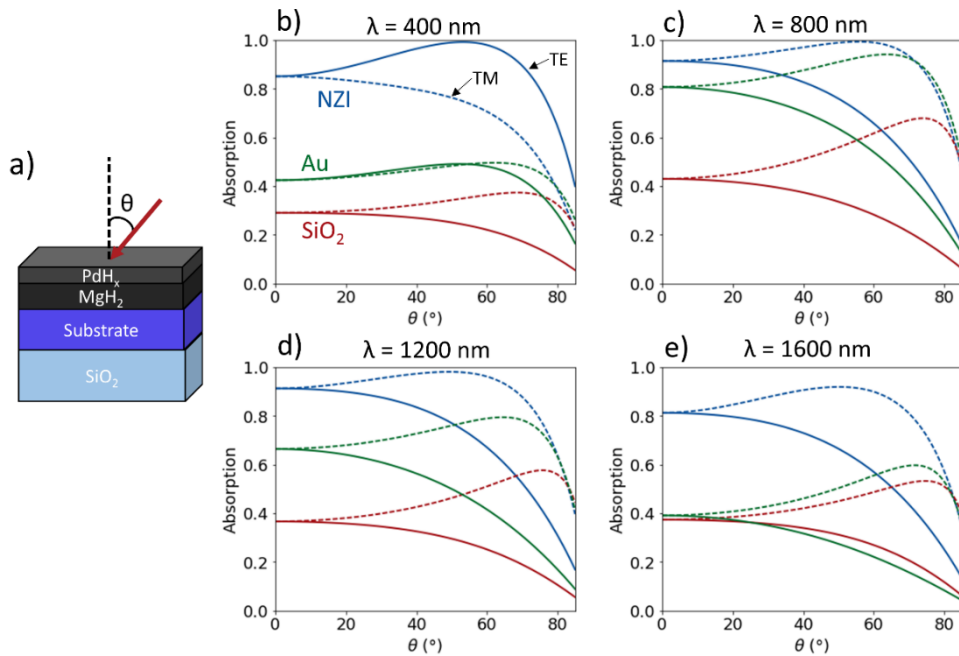 a)
θ
PdHₓ
MgH₂
Substrate
SiO₂
b)
λ = 400 nm
Absorption
1.0
0.8
0.6
0.4
0.2
0.0
TE
TM
NZI
Au
SiO₂
0 20 40 60 80
θ (°)
c)
λ = 800 nm
Absorption
1.0
0.8
0.6
0.4
0.2
0.0
0 20 40 60 80
θ (°)
d)
λ = 1200 nm
Absorption
1.0
0.8
0.6
0.4
0.2
0.0
0 20 40 60 80
θ (°)
e)
λ = 1600 nm
Absorption
1.0
0.8
0.6
0.4
0.2
0.0
0 20 40 60 80
θ (°)